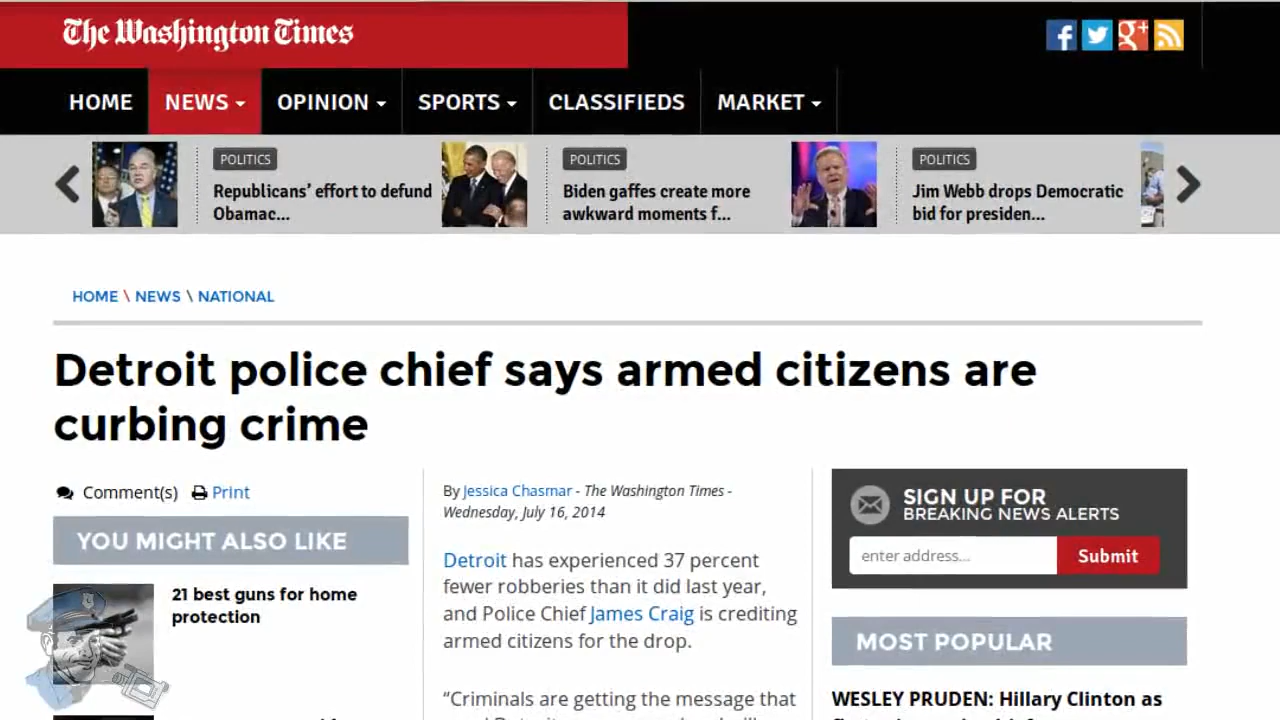 The Washington Times
HOME NEWS OPINION SPORTS CLASSIFIEDS MARKET
POLITICS
Republicans’ effort to defund
Obamac...
POLITICS
Biden gaffes create more
awkward moments f...
POLITICS
Jim Webb drops Democratic
bid for presiden...
HOME \ NEWS \ NATIONAL
Detroit police chief says armed citizens are
curbing crime
Comment(s) Print
YOU MIGHT ALSO LIKE
21 best guns for home
protection
By Jessica Chasmar - The Washington Times -
Wednesday, July 16, 2014
Detroit has experienced 37 percent
fewer robberies than it did last year,
and Police Chief James Craig is crediting
armed citizens for the drop.
“Criminals are getting the message that
SIGN UP FOR
BREAKING NEWS ALERTS
enter address... Submit
MOST POPULAR
WESLEY PRUDEN: Hillary Clinton as